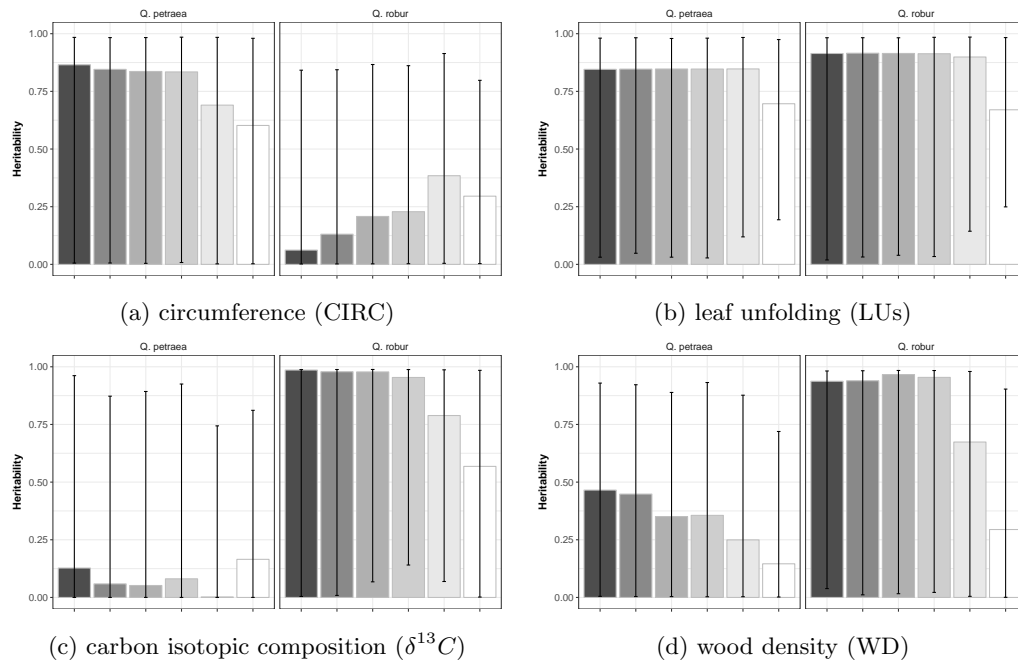 Q. petraea
Q. robur
Heritability
1.00
0.75
0.50
0.25
0.00
(a) circumference (CIRC)
Q. petraea
Q. robur
Heritability
1.00
0.75
0.50
0.25
0.00
(b) leaf unfolding (LUs)
Q. petraea
Q. robur
Heritability
1.00
0.75
0.50
0.25
0.00
(c) carbon isotopic composition (δ¹³C)
Q. petraea
Q. robur
Heritability
1.00
0.75
0.50
0.25
0.00
(d) wood density (WD)